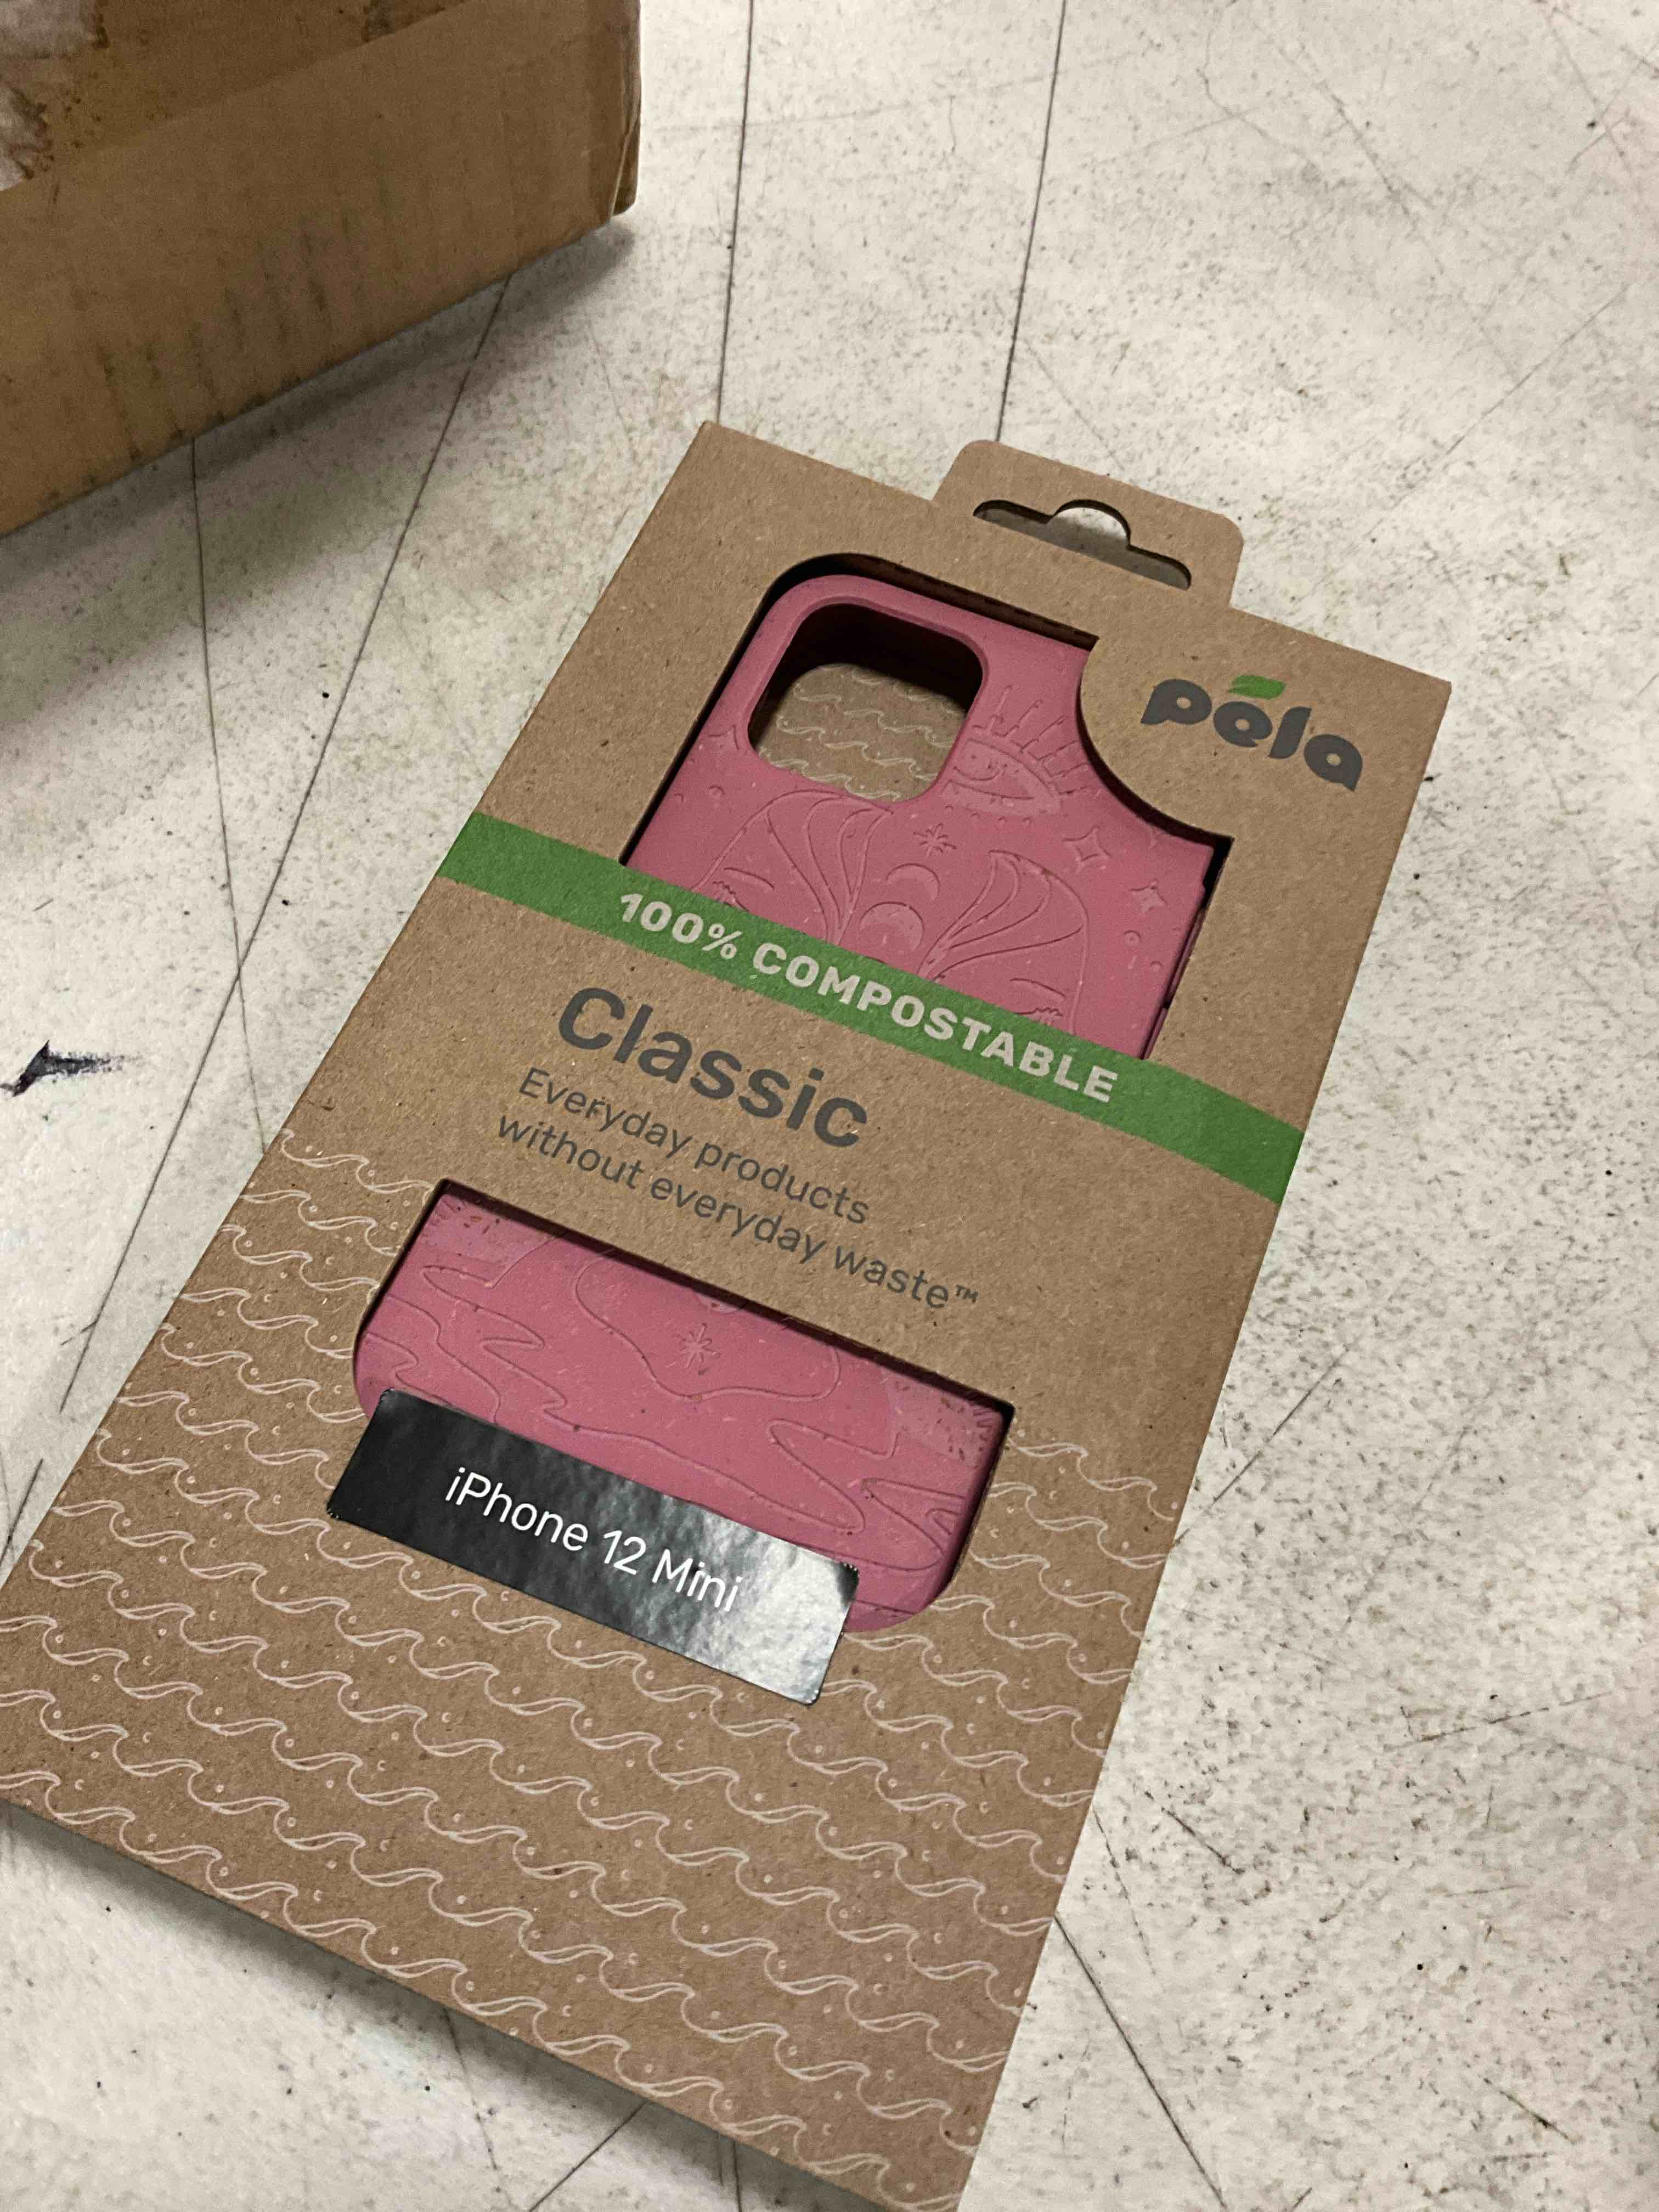 pela
100% COMPOSTABLE
Classic
Everyday products
without everyday waste™
iPhone 12 Mini